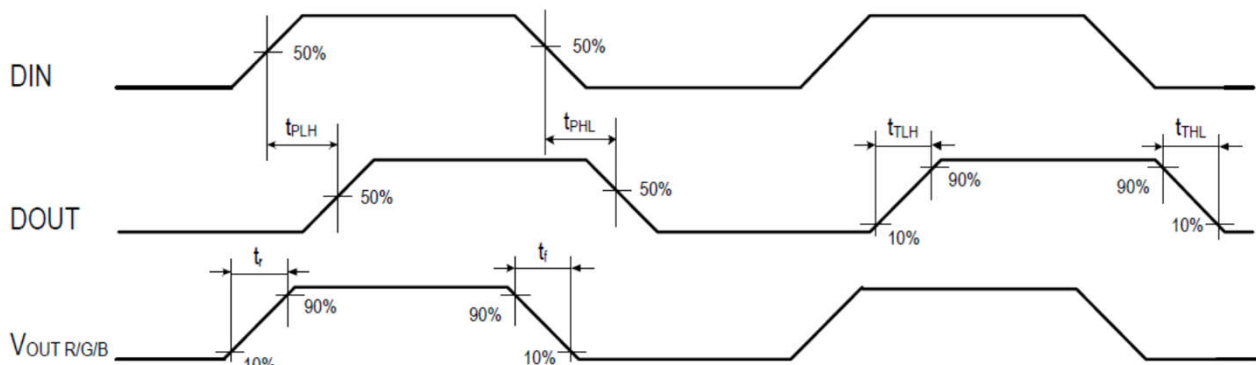 50%
50%
DIN
tPLH
tPHL
tTLH
tTHL
50%
50%
90%
90%
DOUT
10%
10%
tr
tf
90%
90%
VOUT R/G/B
10%
10%